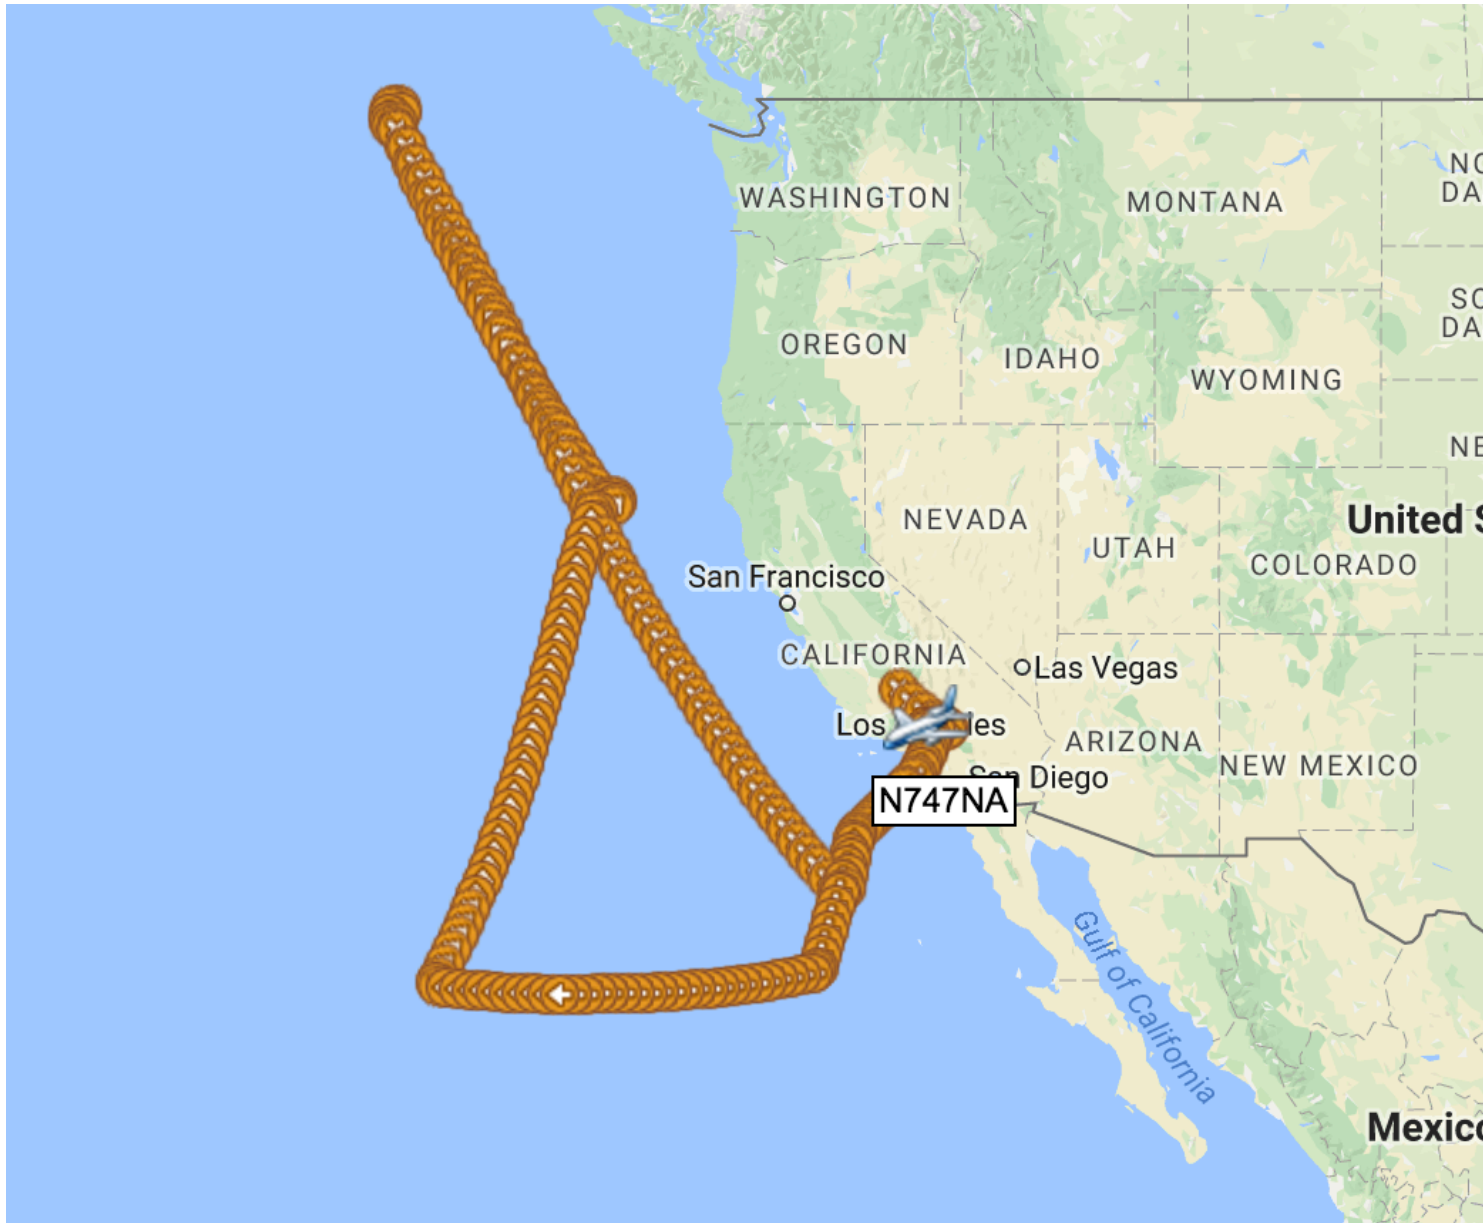 WASHINGTON
MONTANA
NO
DA
OREGON
IDAHO
WYOMING
SO
DA
NE
NEVADA
UTAH
COLORADO
United S
San Francisco
CALIFORNIA
Las Vegas
Los
les
ARIZONA
NEW MEXICO
San Diego
N747NA
Gulf of California
Mexico